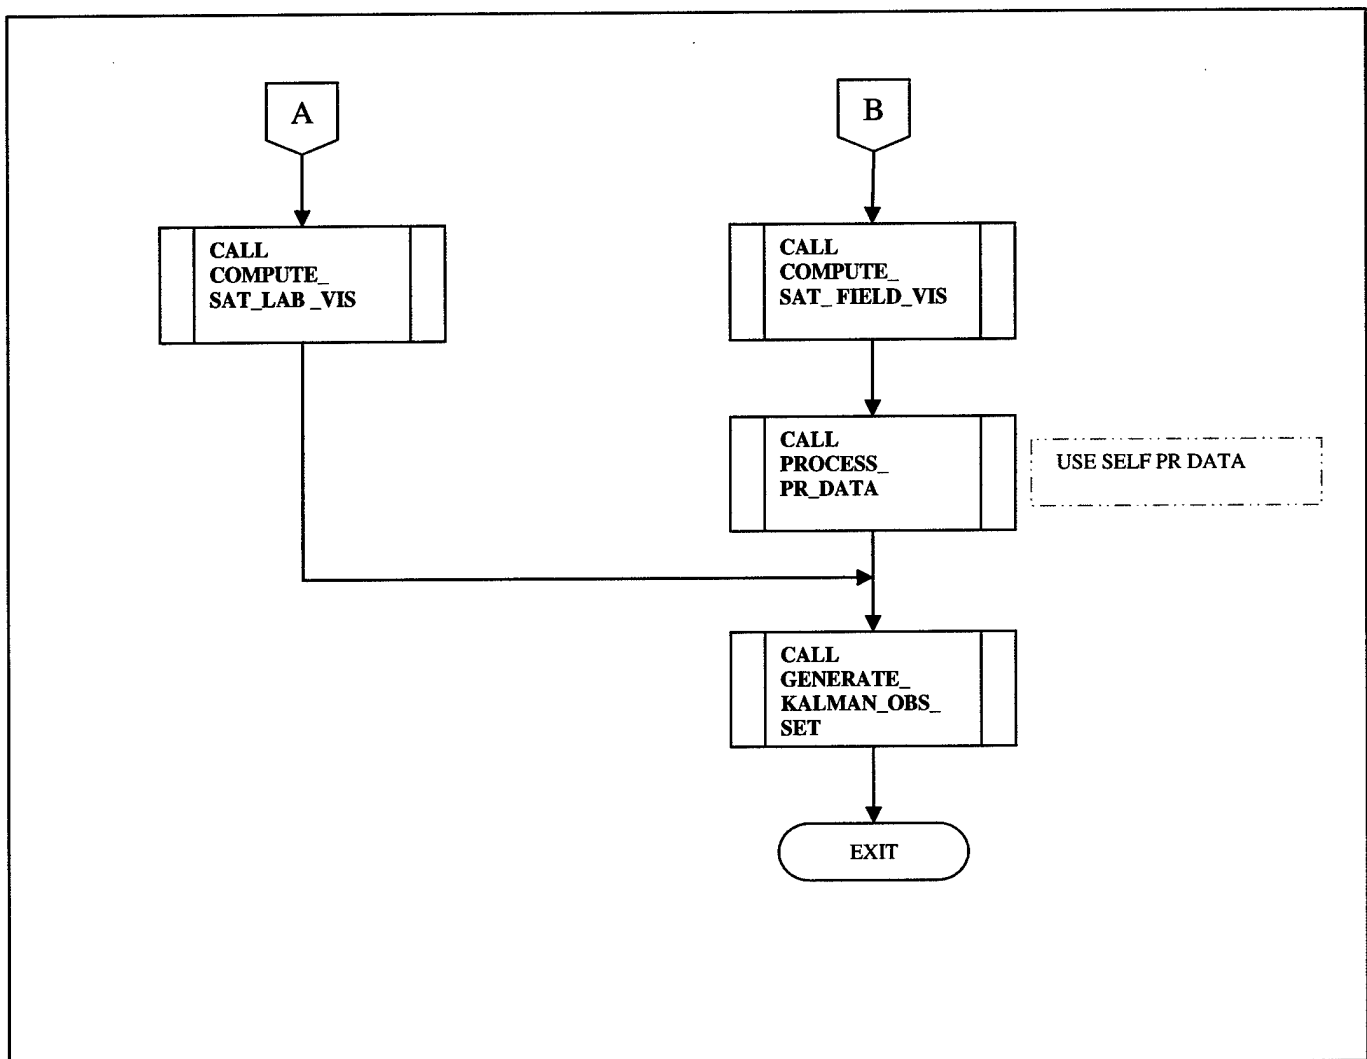 A
B
CALL
COMPUTE_
SAT_LAB _VIS
CALL
COMPUTE_
SAT_ FIELD_VIS
CALL
PROCESS_
PR_DATA
USE SELF PR DATA
CALL
GENERATE_
KALMAN_OBS_
SET
EXIT